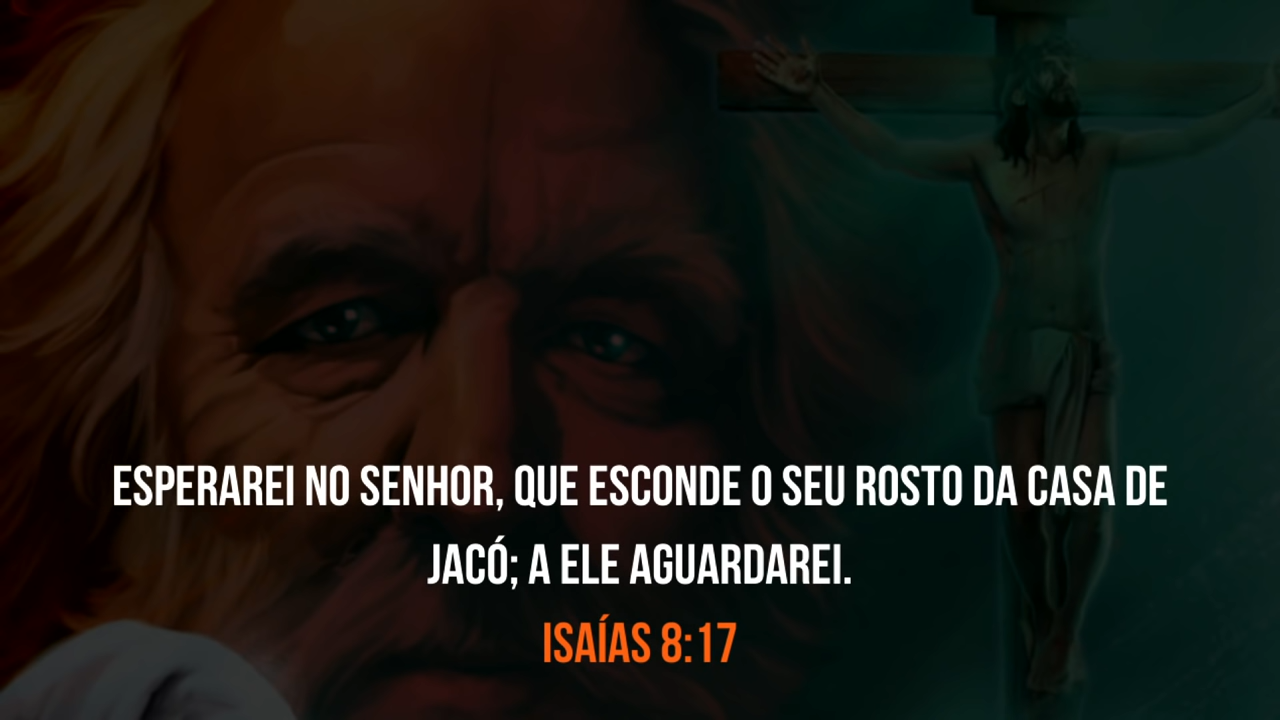 ESPERAREI NO SENHOR, QUE ESCONDE O SEU ROSTO DA CASA DE
JACÓ; A ELE AGUARDAREI.
ISAÍAS 8:17